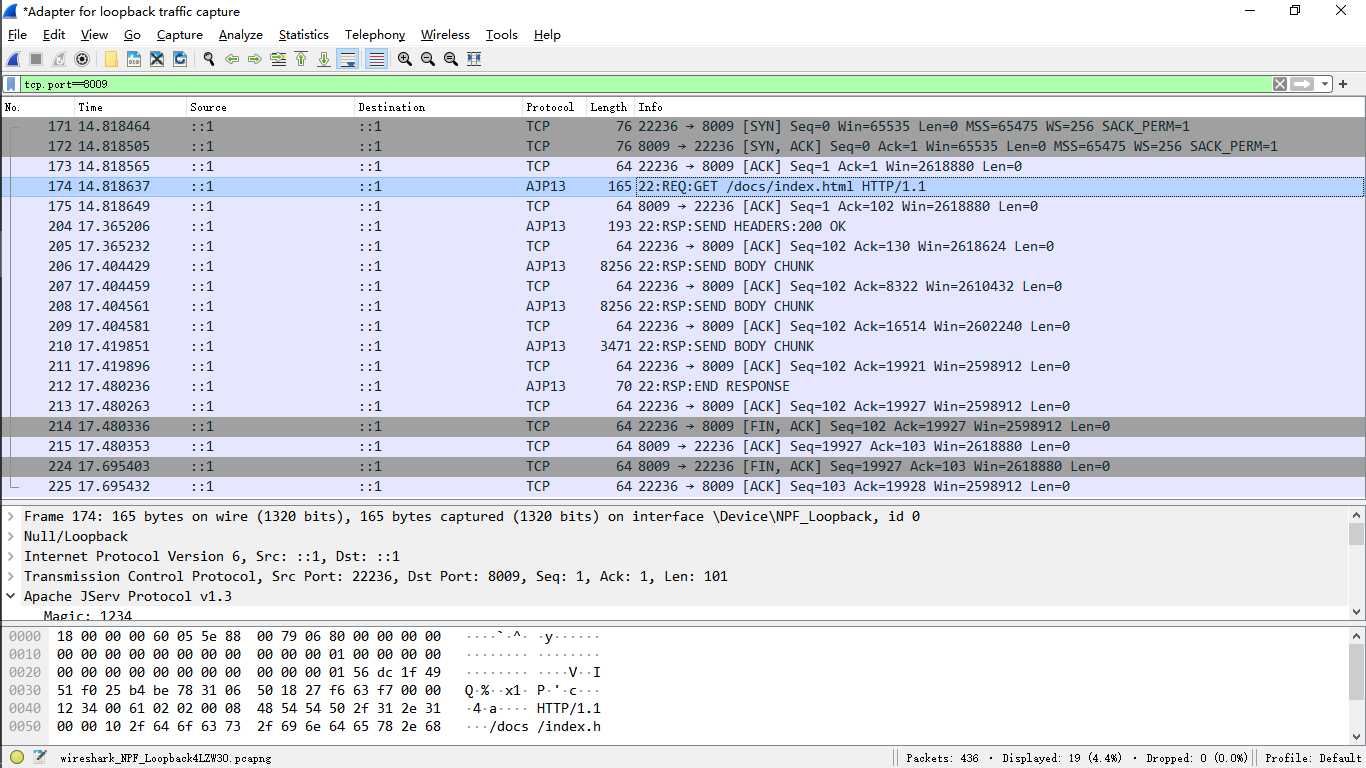 *Adapter for loopback traffic capture
File Edit View Go Capture Analyze Statistics Telephony Wireless Tools Help
tcp.port==8009
No. Time Source Destination Protocol Length Info
171 14.818464 ::1 ::1 TCP 76 22236 → 8009 [SYN] Seq=0 Win=65535 Len=0 MSS=65475 WS=256 SACK_PERM=1
172 14.818505 ::1 ::1 TCP 76 8009 → 22236 [SYN, ACK] Seq=0 Ack=1 Win=65535 Len=0 MSS=65475 WS=256 SACK_PERM=1
173 14.818565 ::1 ::1 TCP 64 22236 → 8009 [ACK] Seq=1 Ack=1 Win=2618880 Len=0
174 14.818637 ::1 ::1 AJP13 165 22:REQ:GET /docs/index.html HTTP/1.1
175 14.818649 ::1 ::1 TCP 64 8009 → 22236 [ACK] Seq=1 Ack=102 Win=2618880 Len=0
204 17.365206 ::1 ::1 AJP13 193 22:RSP:SEND HEADERS:200 OK
205 17.365232 ::1 ::1 TCP 64 22236 → 8009 [ACK] Seq=102 Ack=130 Win=2618624 Len=0
206 17.404429 ::1 ::1 AJP13 8256 22:RSP:SEND BODY CHUNK
207 17.404459 ::1 ::1 TCP 64 22236 → 8009 [ACK] Seq=102 Ack=8322 Win=2610432 Len=0
208 17.404561 ::1 ::1 AJP13 8256 22:RSP:SEND BODY CHUNK
209 17.404581 ::1 ::1 TCP 64 22236 → 8009 [ACK] Seq=102 Ack=16514 Win=2602240 Len=0
210 17.419851 ::1 ::1 AJP13 3471 22:RSP:SEND BODY CHUNK
211 17.419896 ::1 ::1 TCP 64 22236 → 8009 [ACK] Seq=102 Ack=19921 Win=2598912 Len=0
212 17.480236 ::1 ::1 AJP13 70 22:RSP:END RESPONSE
213 17.480263 ::1 ::1 TCP 64 22236 → 8009 [ACK] Seq=102 Ack=19927 Win=2598912 Len=0
214 17.480336 ::1 ::1 TCP 64 22236 → 8009 [FIN, ACK] Seq=102 Ack=19927 Win=2598912 Len=0
215 17.480353 ::1 ::1 TCP 64 8009 → 22236 [ACK] Seq=19927 Ack=103 Win=2618880 Len=0
224 17.695403 ::1 ::1 TCP 64 8009 → 22236 [FIN, ACK] Seq=19927 Ack=103 Win=2618880 Len=0
225 17.695432 ::1 ::1 TCP 64 22236 → 8009 [ACK] Seq=103 Ack=19928 Win=2598912 Len=0
Frame 174: 165 bytes on wire (1320 bits), 165 bytes captured (1320 bits) on interface \Device\NPF_Loopback, id 0
Null/Loopback
Internet Protocol Version 6, Src: ::1, Dst: ::1
Transmission Control Protocol, Src Port: 22236, Dst Port: 8009, Seq: 1, Ack: 1, Len: 101
Apache JServ Protocol v1.3
Magic: 1234
0000 18 00 00 00 60 05 5e 88 00 79 06 80 00 00 00 00 ····`·^· ·y······
0010 00 00 00 00 00 00 00 00 00 00 00 01 00 00 00 00 ········ ········
0020 00 00 00 00 00 00 00 00 00 00 00 01 56 dc 1f 49 ········ ····V··I
0030 51 f0 25 b4 be 78 31 06 50 18 27 f6 63 f7 00 00 Q·%··x1· P·'·c···
0040 12 34 00 61 02 02 00 08 48 54 54 50 2f 31 2e 31 ·4·a···· HTTP/1.1
0050 00 00 10 2f 64 6f 63 73 2f 69 6e 64 65 78 2e 68 ···/docs /index.h
wireshark_NPF_Loopback4LZW30.pcapng Packets: 436 · Displayed: 19 (4.4%) · Dropped: 0 (0.0%) Profile: Default